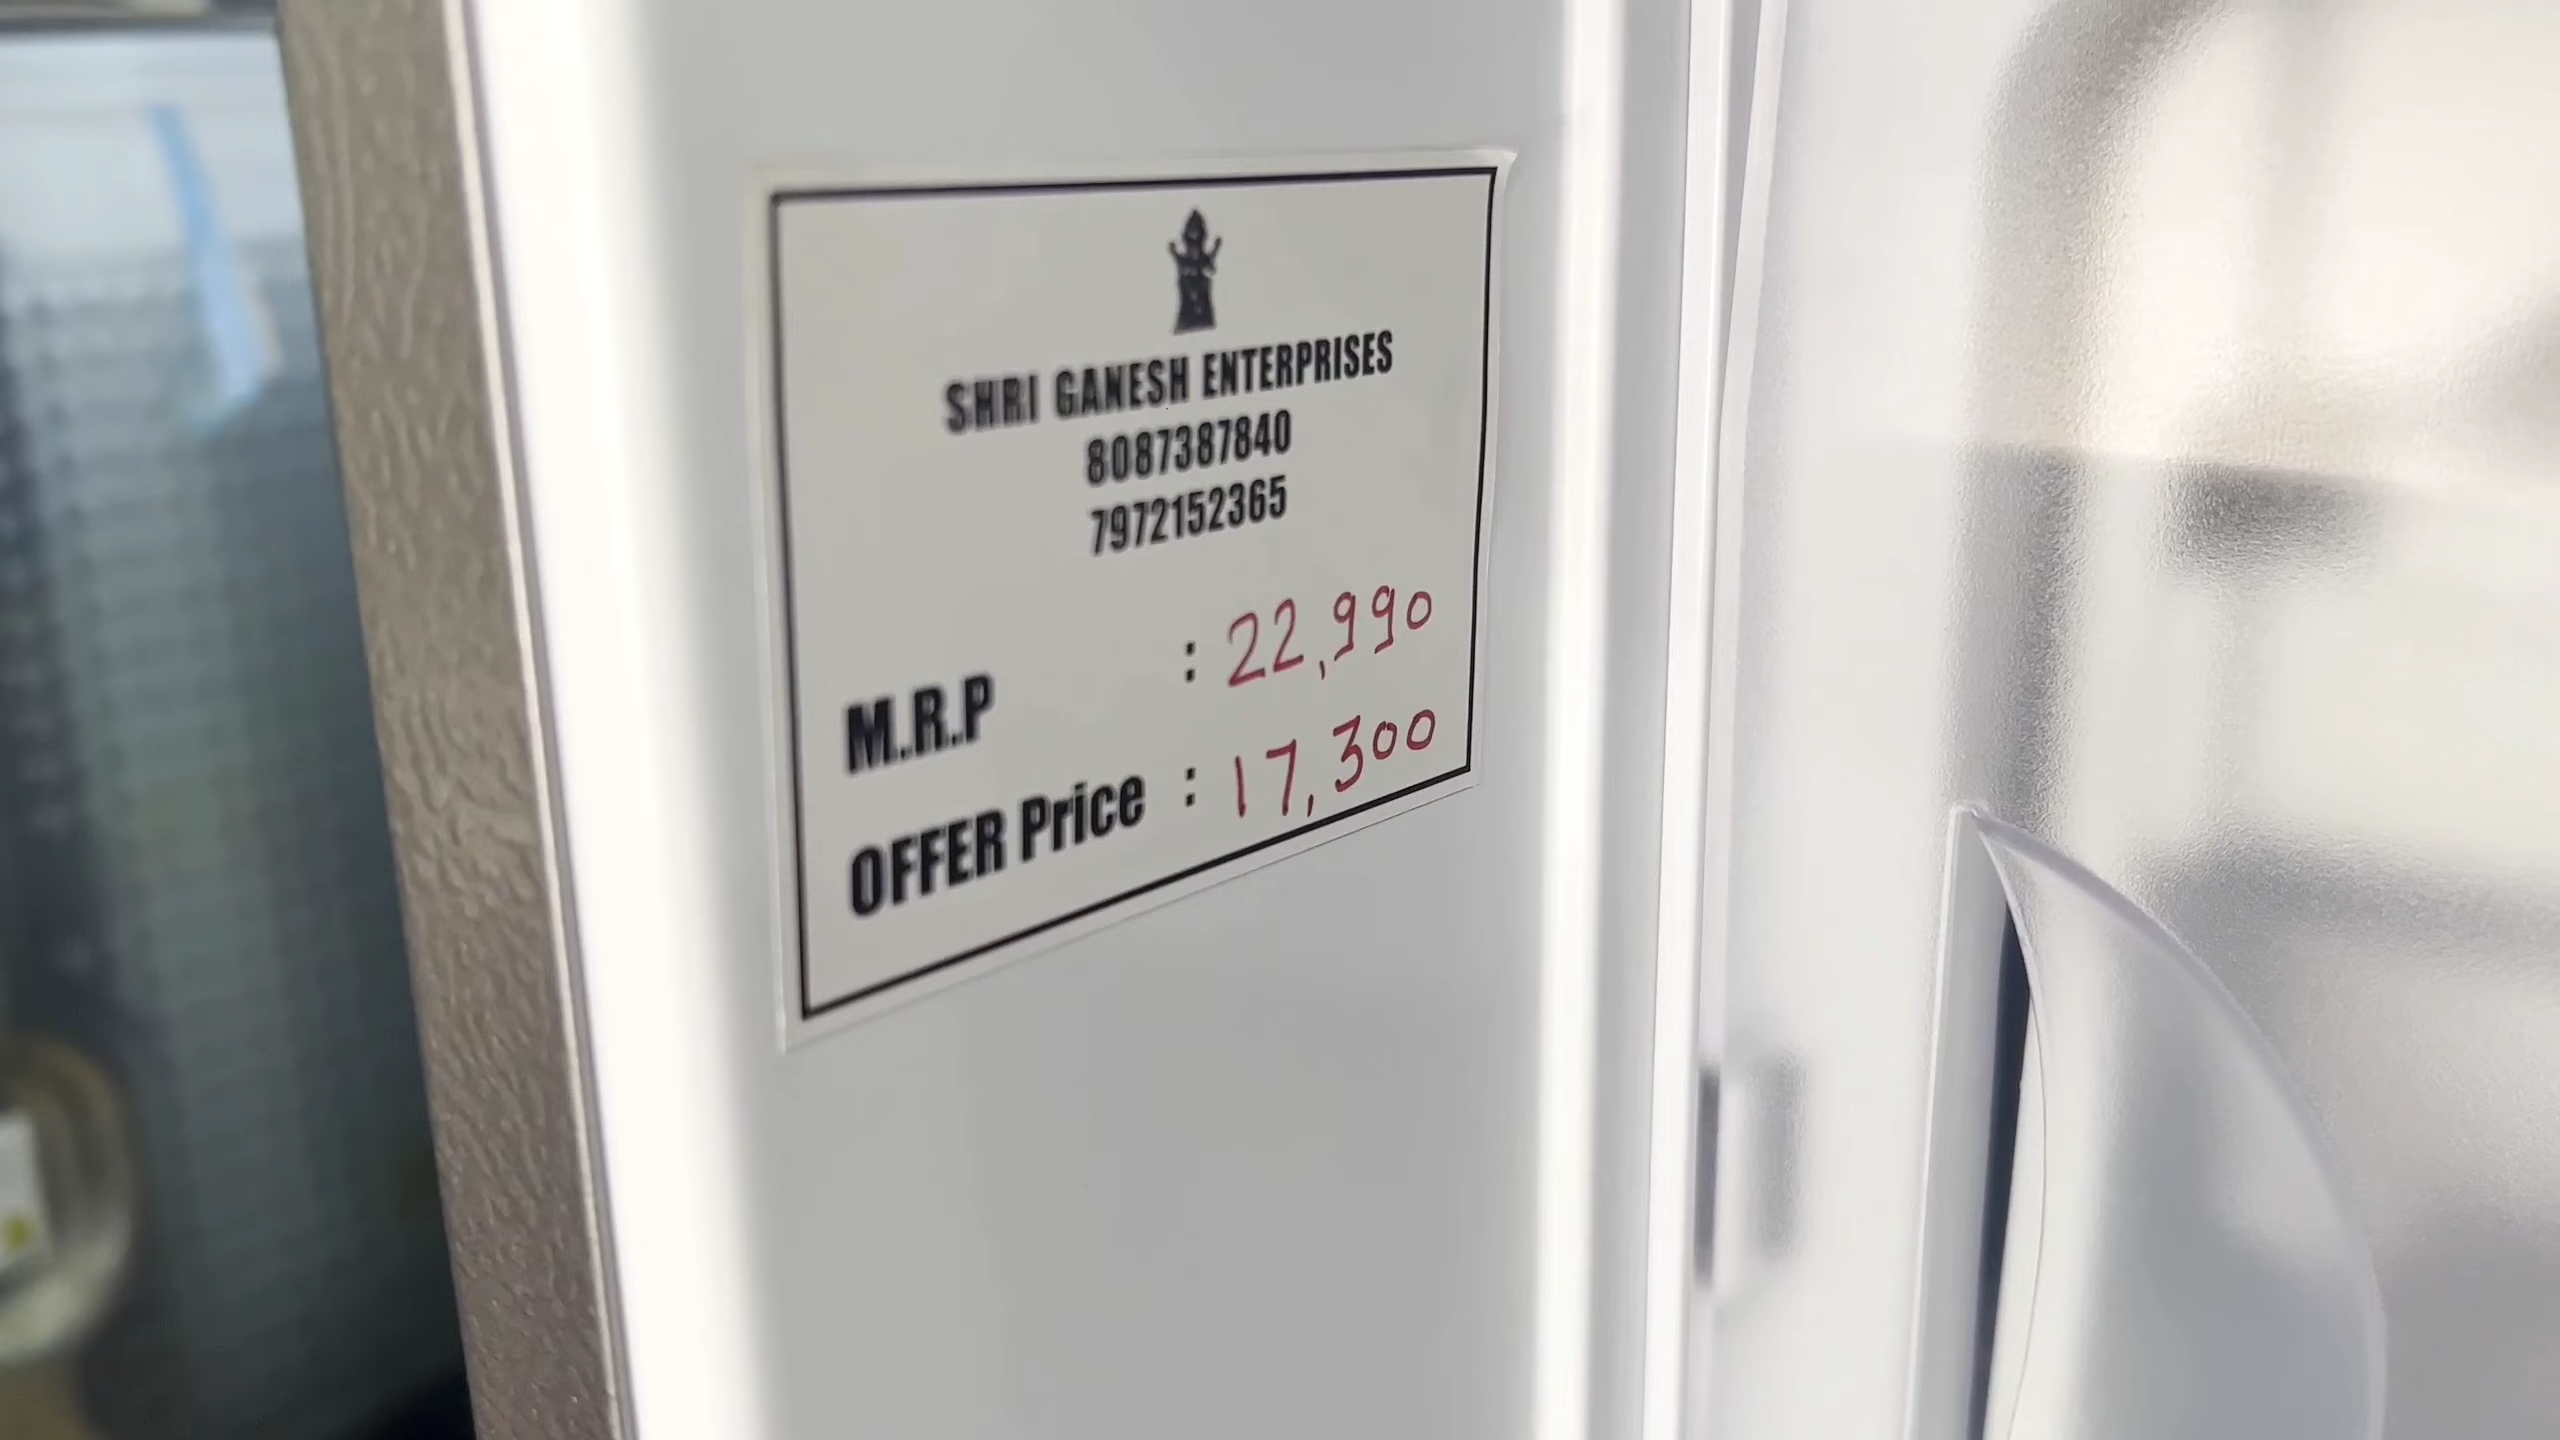 SHRI GANESH ENTERPRISES
8087387840
7972152365
M.R.P : 22,990
OFFER Price : 17,300